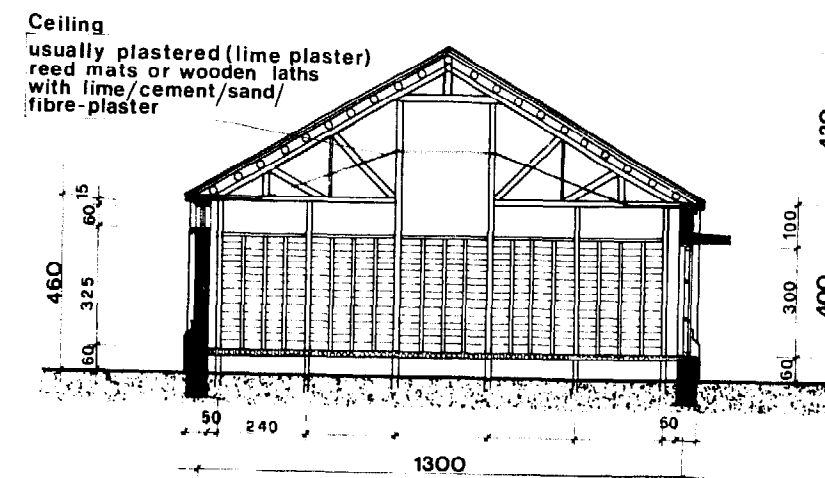 Ceiling
usually plastered (lime plaster)
reed mats or wooden laths
with lime/cement/sand/
fibre-plaster
15
60
460
325
60
100
300
400
60
50
240
60
1300